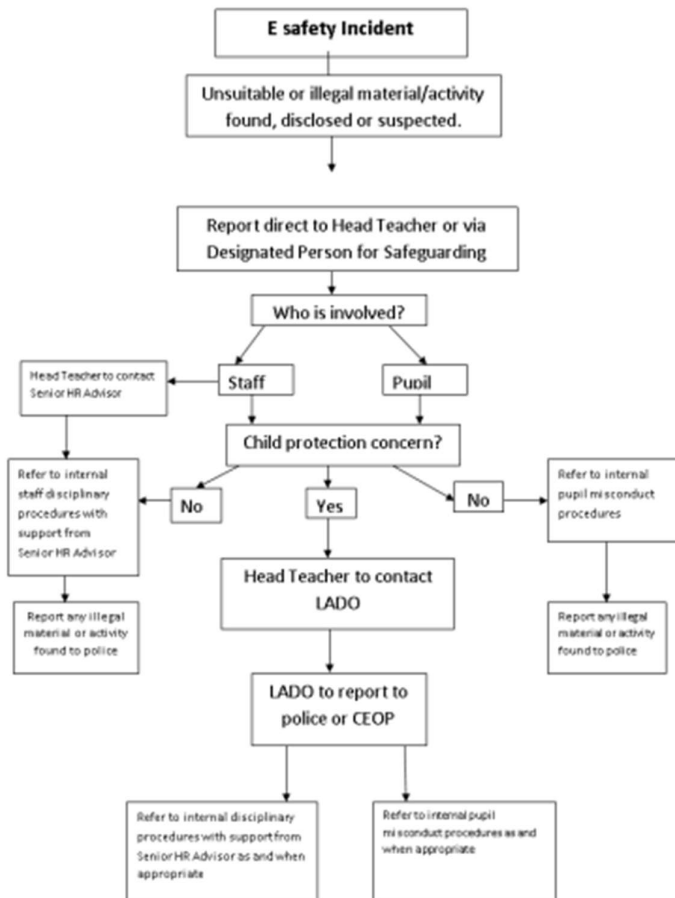 E safety Incident
Unsuitable or illegal material/activity
found, disclosed or suspected.
Report direct to Head Teacher or via
Designated Person for Safeguarding
Who is involved?
Head Teacher to contact
Senior HR Advisor
Staff
Pupil
Child protection concern?
Refer to internal
staff disciplinary
procedures with
support from
Senior HR Advisor
No
Yes
No
Refer to internal
pupil misconduct
procedures
Head Teacher to contact
LADO
Report any illegal
material or activity
found to police
Report any illegal
material or activity
found to police
LADO to report to
police or CEOP
Refer to internal disciplinary
procedures with support from
Senior HR Advisor as and when
appropriate
Refer to internal pupil
misconduct procedures as and
when appropriate